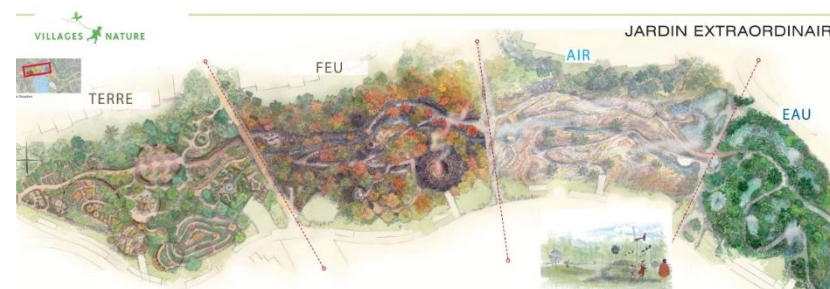 VILLAGES NATURE
JARDIN EXTRAORDINAIR
TERRE
FEU
AIR
EAU